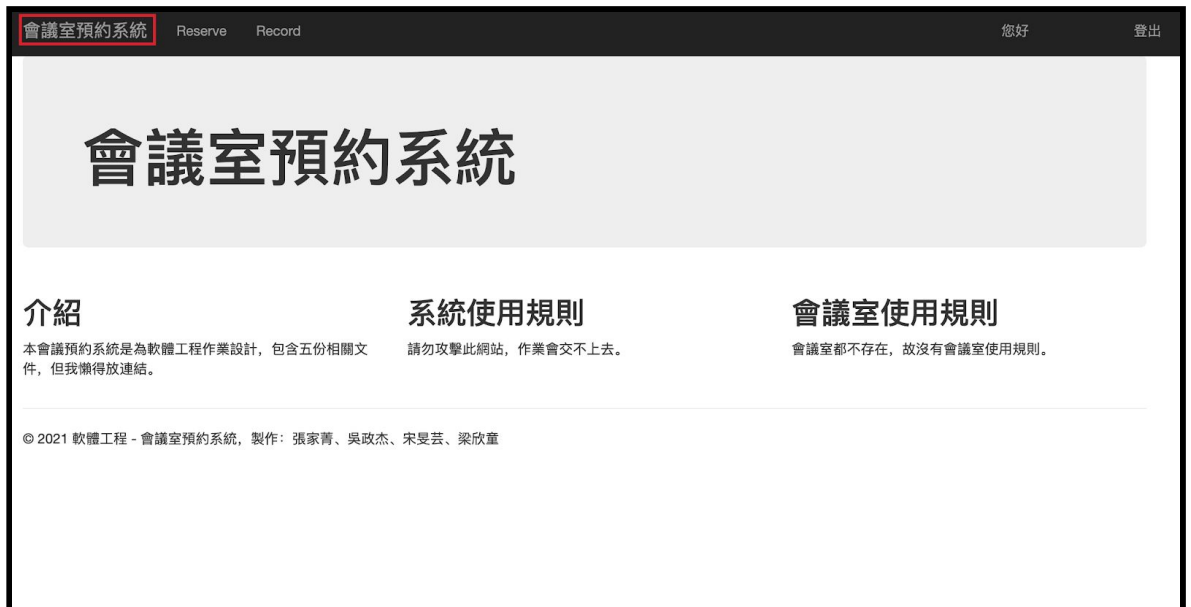 會議室預約系統 Reserve Record 您好 登出
會議室預約系統
介紹
本會議預約系統是為軟體工程作業設計，包含五份相關文
件，但我懶得放連結。
系統使用規則
請勿攻擊此網站，作業會交不上去。
會議室使用規則
會議室都不存在，故沒有會議室使用規則。
© 2021 軟體工程 - 會議室預約系統，製作：張家菁、吳政杰、宋旻芸、梁欣童